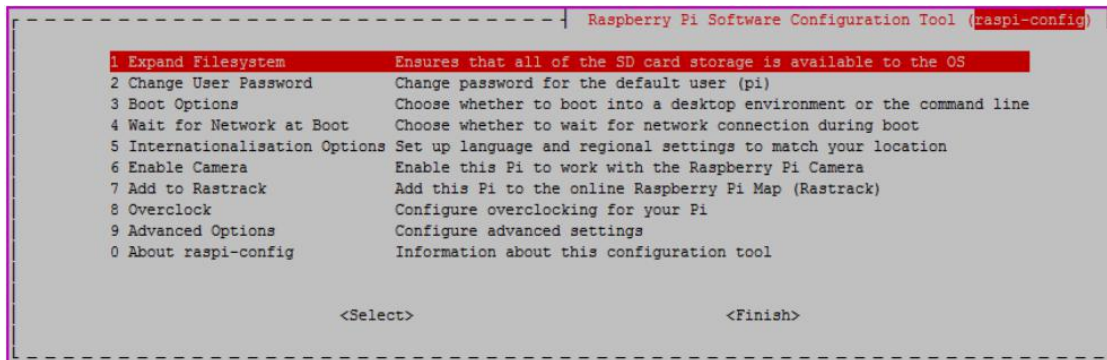 Raspberry Pi Software Configuration Tool (raspi-config)
1 Expand Filesystem Ensures that all of the SD card storage is available to the OS
2 Change User Password Change password for the default user (pi)
3 Boot Options Choose whether to boot into a desktop environment or the command line
4 Wait for Network at Boot Choose whether to wait for network connection during boot
5 Internationalisation Options Set up language and regional settings to match your location
6 Enable Camera Enable this Pi to work with the Raspberry Pi Camera
7 Add to Rastrack Add this Pi to the online Raspberry Pi Map (Rastrack)
8 Overclock Configure overclocking for your Pi
9 Advanced Options Configure advanced settings
0 About raspi-config Information about this configuration tool
<Select> <Finish>